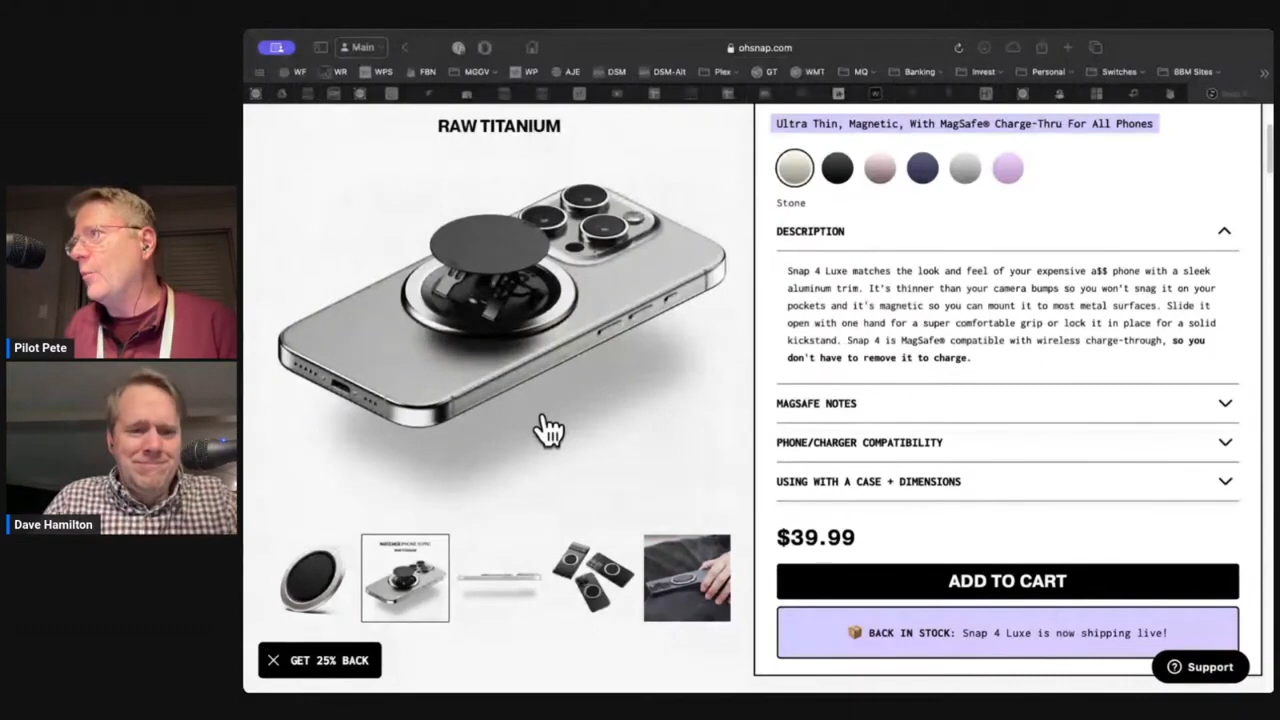 Main
ohsnap.com
WF
WR
WPS
FBN
MGGV
WP
AJE
DSM
DSM-Alt
Plex
GT
WMT
MQ
Banking
Invest
Personal
Switches
BBM Sites
RAW TITANIUM
Ultra Thin, Magnetic, With MagSafe® Charge-Thru For All Phones
Stone
DESCRIPTION
Snap 4 Luxe matches the look and feel of your expensive a$$ phone with a sleek
aluminum trim. It's thinner than your camera bumps so you won't snag it on your
pockets and it's magnetic so you can mount it to most metal surfaces. Slide it
open with one hand for a super comfortable grip or lock it in place for a solid
kickstand. Snap 4 is MagSafe® compatible with wireless charge-through, so you
don't have to remove it to charge.
MAGSAFE NOTES
PHONE/CHARGER COMPATIBILITY
USING WITH A CASE + DIMENSIONS
$39.99
ADD TO CART
BACK IN STOCK: Snap 4 Luxe is now shipping live!
GET 25% BACK
Support
Pilot Pete
Dave Hamilton